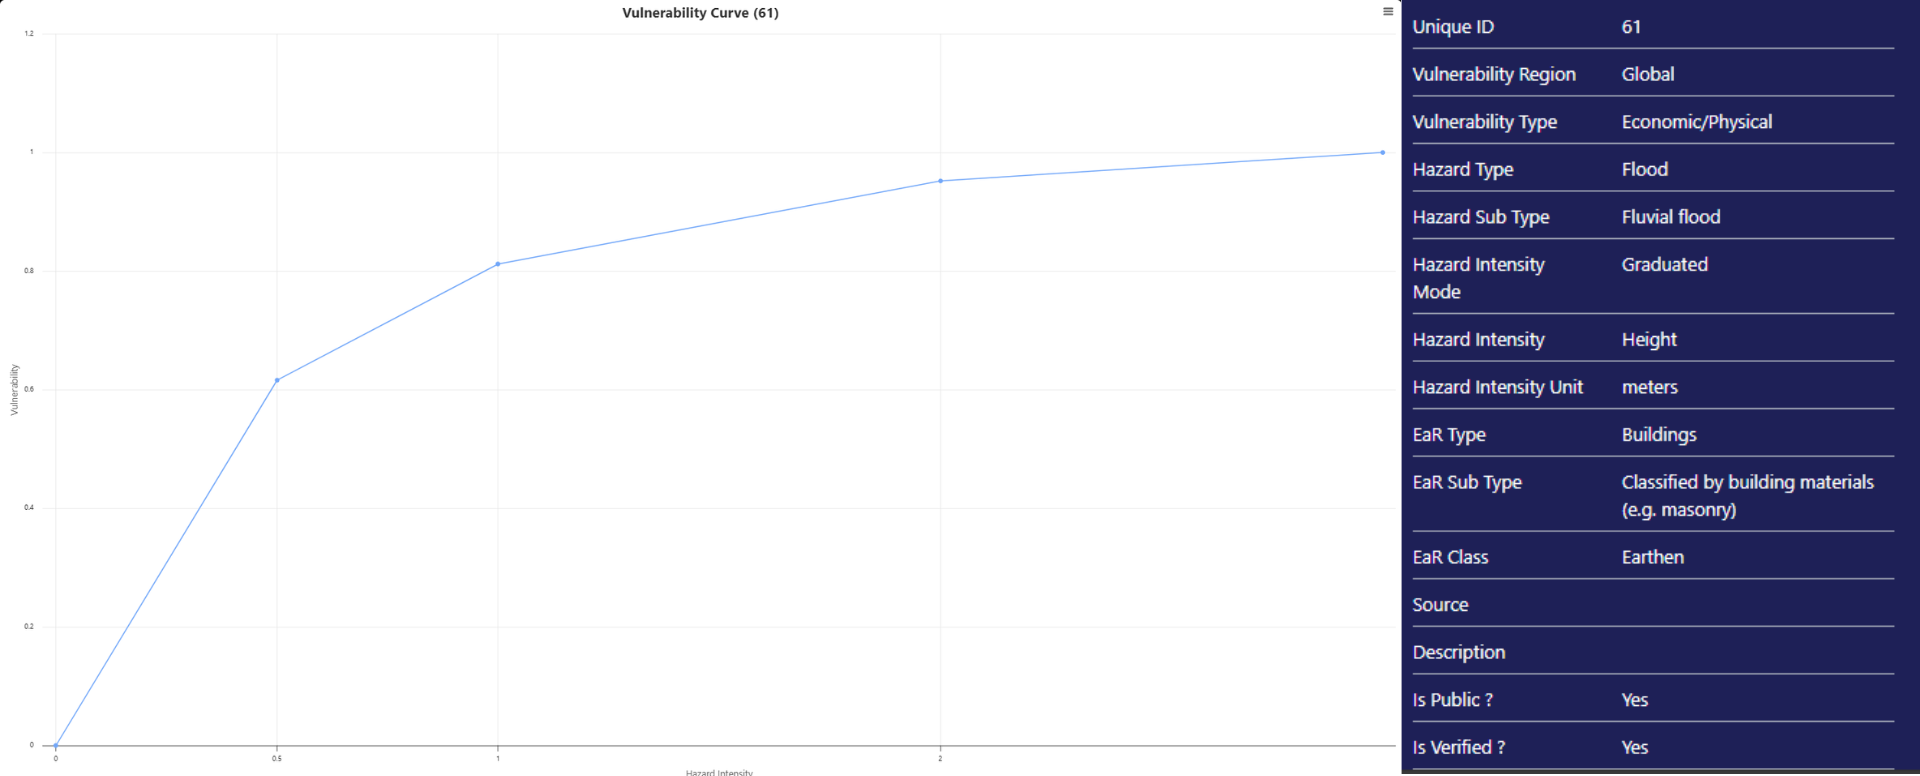 Vulnerability Curve (61)
1.2
1
0.8
0.6
0.4
0.2
0
Vulnerability
0
0.5
1
2
Hazard Intensity
Unique ID 61
Vulnerability Region Global
Vulnerability Type Economic/Physical
Hazard Type Flood
Hazard Sub Type Fluvial flood
Hazard Intensity Graduated
Mode
Hazard Intensity Height
Hazard Intensity Unit meters
EaR Type Buildings
EaR Sub Type Classified by building materials
(e.g. masonry)
EaR Class Earthen
Source
Description
Is Public ? Yes
Is Verified ? Yes